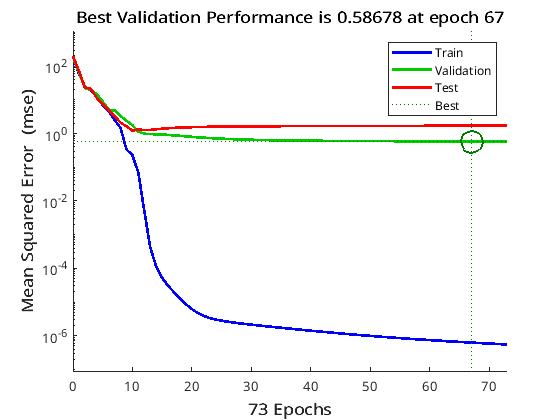 Best Validation Performance is 0.58678 at epoch 67
Train
Validation
Test
Best
Mean Squared Error (mse)
10^2
10^0
10^-2
10^-4
10^-6
0 10 20 30 40 50 60 70
73 Epochs